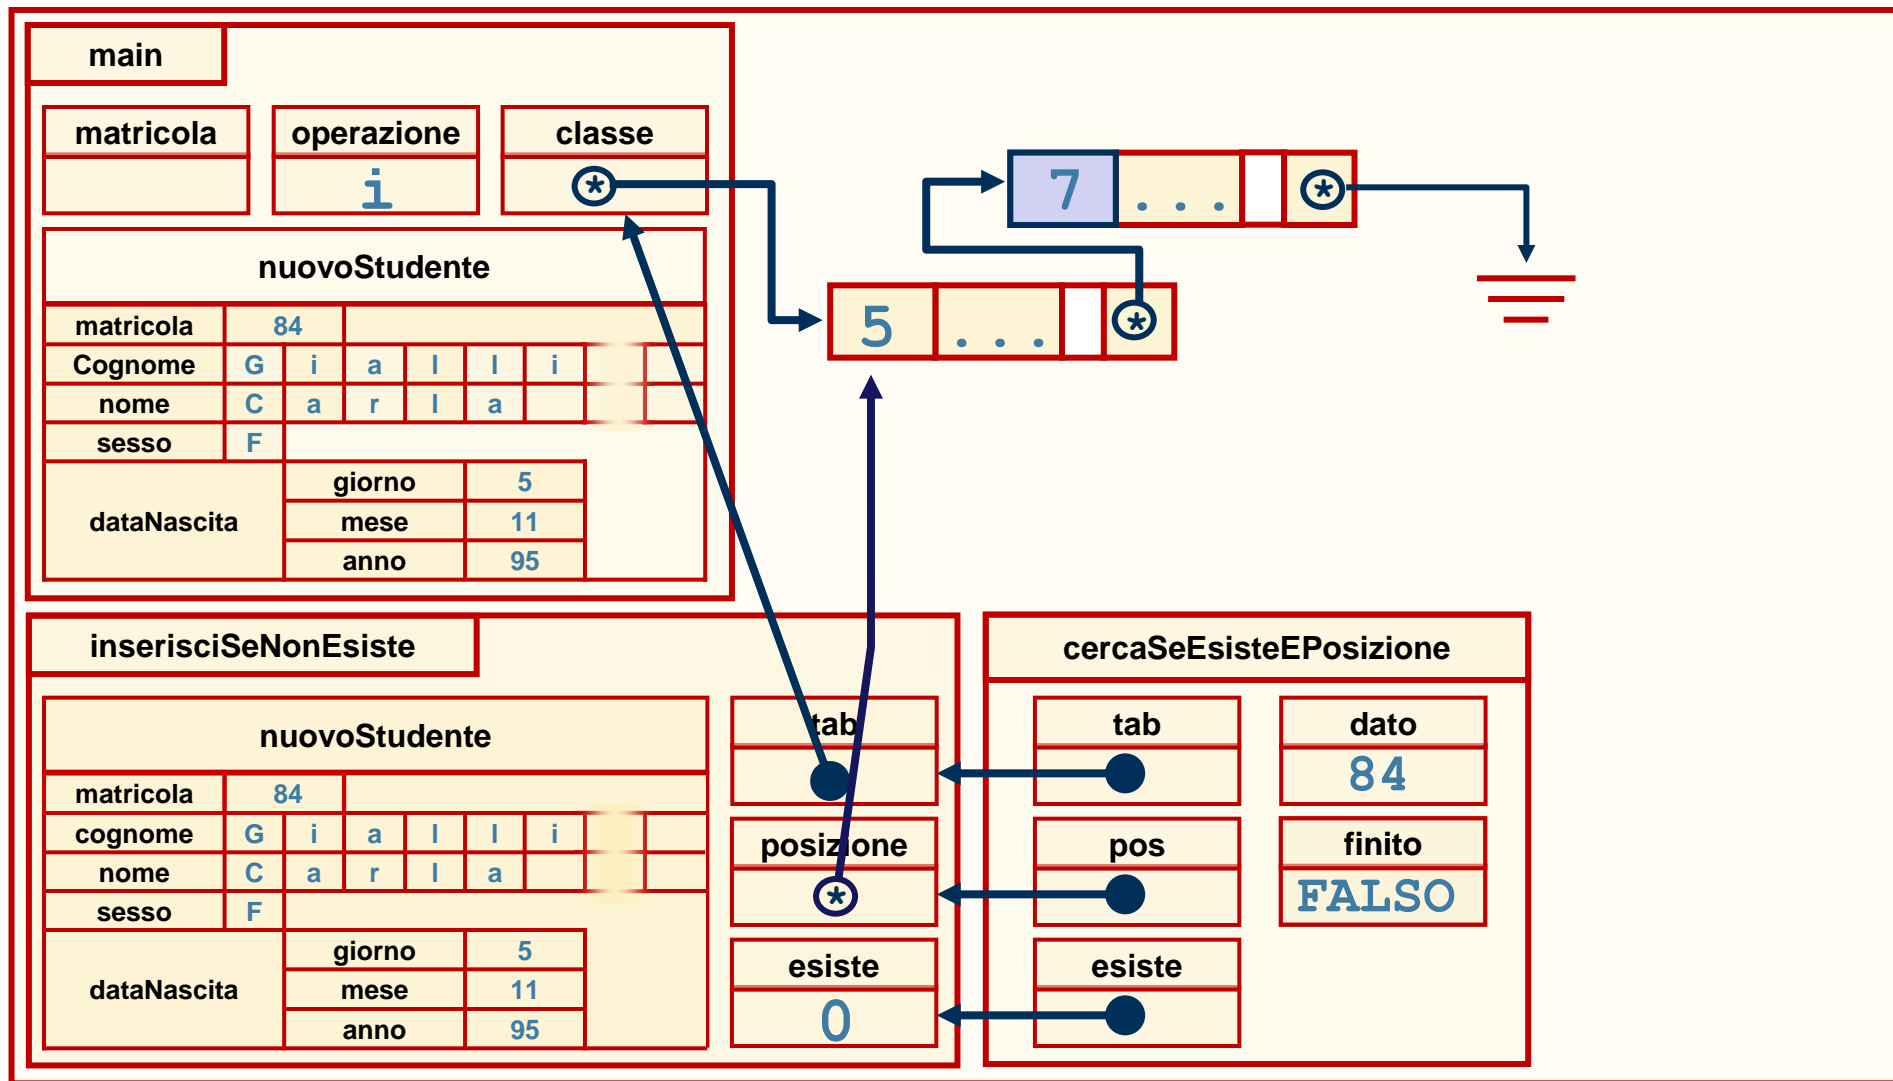 main
matricola operazione classe
i *
nuovoStudente
matricola 84
Cognome G i a l l i
nome C a r l a
sesso F
dataNascita giorno 5
mese 11
anno 95
7 . . . *
5 . . . *
inserisciSeNonEsiste
nuovoStudente
matricola 84
cognome G i a l l i
nome C a r l a
sesso F
dataNascita giorno 5
mese 11
anno 95
tab
posizione
*
esiste
0
cercaSeEsisteEPosizione
tab dato
84
pos finito
FALSO
esiste